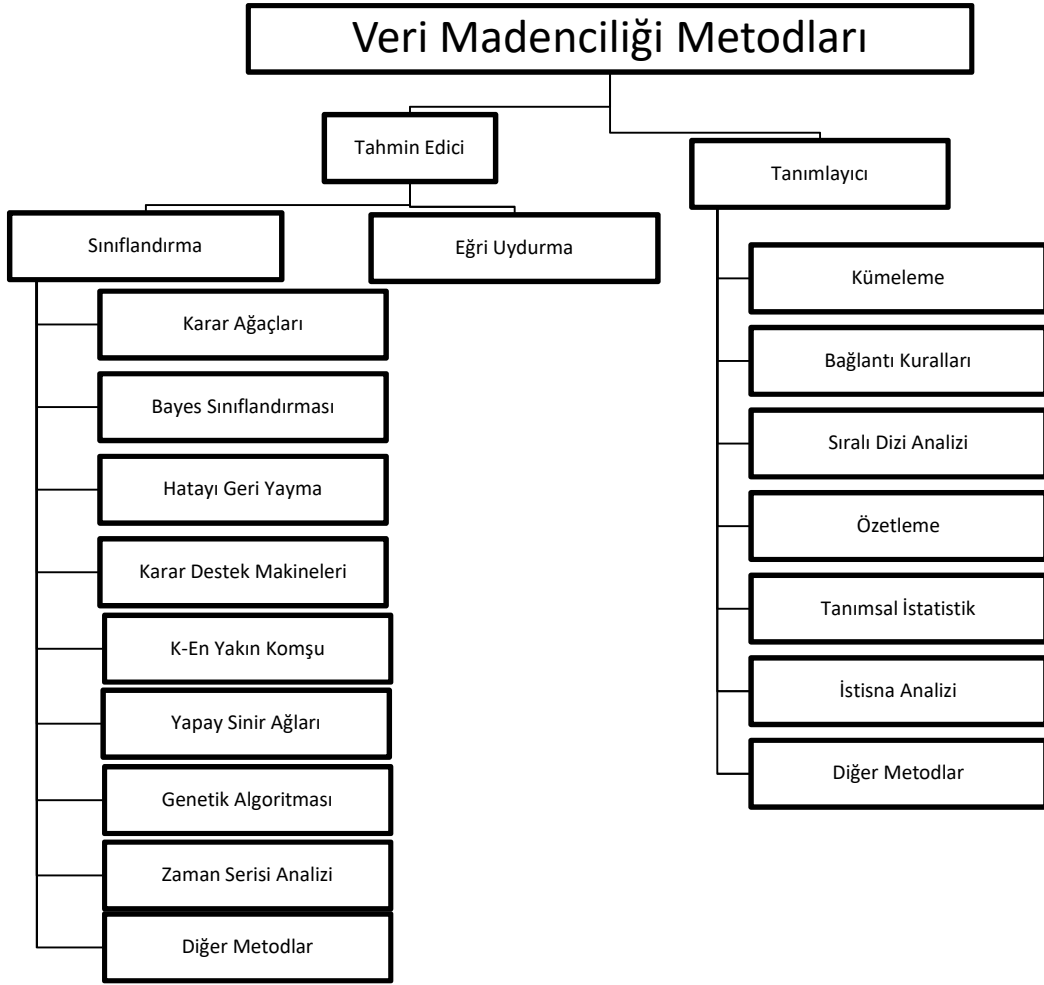 Veri Madenciliği Metodları
Tahmin Edici
Sınıflandırma
Karar Ağaçları
Bayes Sınıflandırması
Hatayı Geri Yayma
Karar Destek Makineleri
K-En Yakın Komşu
Yapay Sinir Ağları
Genetik Algoritması
Zaman Serisi Analizi
Diğer Metodlar
Eğri Uydurma
Tanımlayıcı
Kümeleme
Bağlantı Kuralları
Sıralı Dizi Analizi
Özetleme
Tanımsal İstatistik
İstisna Analizi
Diğer Metodlar